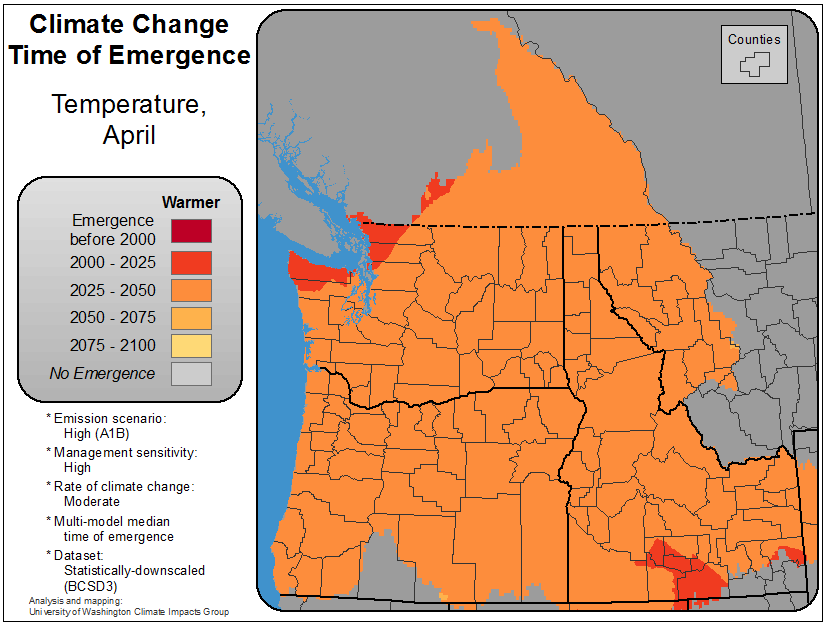 Climate Change
Time of Emergence
Temperature,
April
Warmer
Emergence
before 2000
2000 - 2025
2025 - 2050
2050 - 2075
2075 - 2100
No Emergence
* Emission scenario:
High (A1B)
* Management sensitivity:
High
* Rate of climate change:
Moderate
* Multi-model median
time of emergence
* Dataset:
Statistically-downscaled
(BCSD3)
Analysis and mapping:
University of Washington Climate Impacts Group
Counties